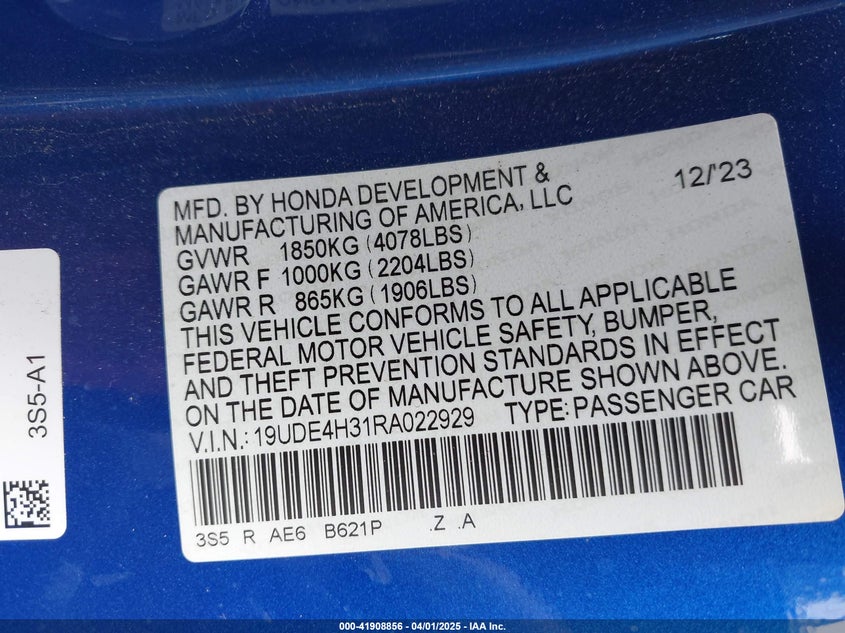 MFD. BY HONDA DEVELOPMENT &
MANUFACTURING OF AMERICA, LLC 12/'23
GVWR 1850KG (4078LBS)
GAWR F 1000KG (2204LBS)
GAWR R 865KG (1906LBS)
THIS VEHICLE CONFORMS TO ALL APPLICABLE
FEDERAL MOTOR VEHICLE SAFETY, BUMPER,
AND THEFT PREVENTION STANDARDS IN EFFECT
ON THE DATE OF MANUFACTURE SHOWN ABOVE.
V.I.N.: 19UDE4H31RA022929 TYPE: PASSENGER CAR
3S5 R AE6 B621P .Z .A
3S5-A1
000-41908856 - 04/01/2025 - IAA Inc.